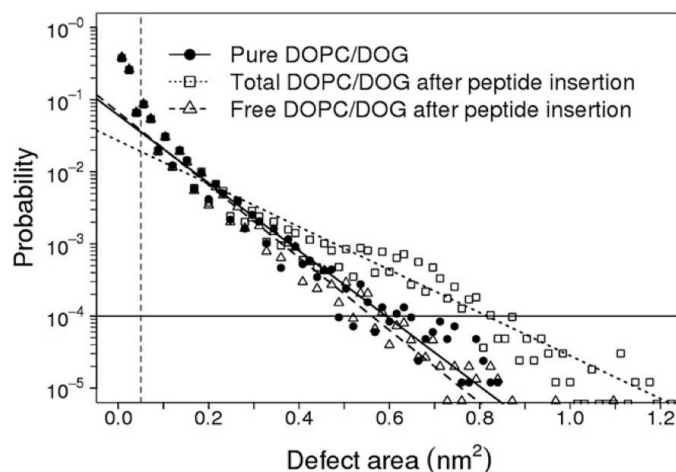 10⁰
10⁻¹
10⁻²
10⁻³
10⁻⁴
10⁻⁵
Probability
Pure DOPC/DOG
Total DOPC/DOG after peptide insertion
Free DOPC/DOG after peptide insertion
0.0 0.2 0.4 0.6 0.8 1.0 1.2
Defect area (nm²)